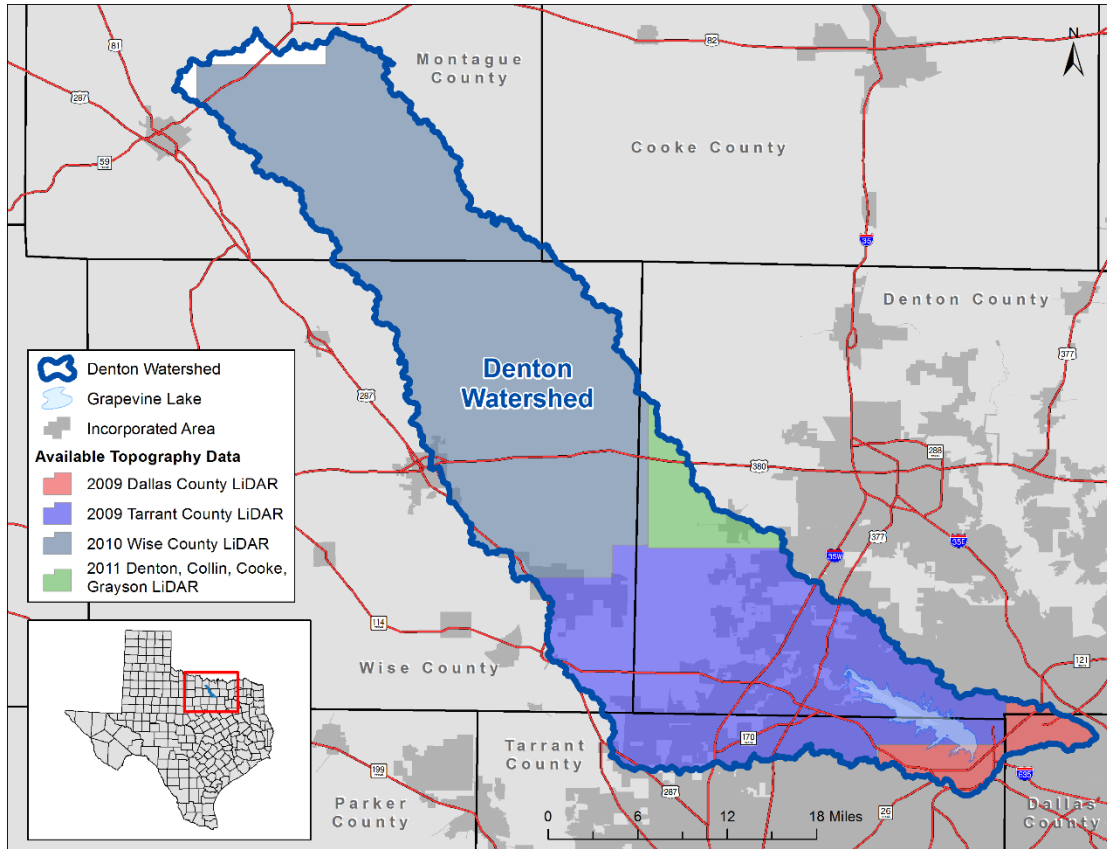 81
82
N
Montague
County
287
Cooke County
59
35
Denton County
377
Denton Watershed
Grapevine Lake
Incorporated Area
Available Topography Data
2009 Dallas County LiDAR
2009 Tarrant County LiDAR
2010 Wise County LiDAR
2011 Denton, Collin, Cooke,
Grayson LiDAR
287
Denton
Watershed
380
288
377
35W
35E
114
Wise County
121
170
Tarrant
County
199
Parker
County
287
26
635
Dallas
County
0 6 12 18 Miles